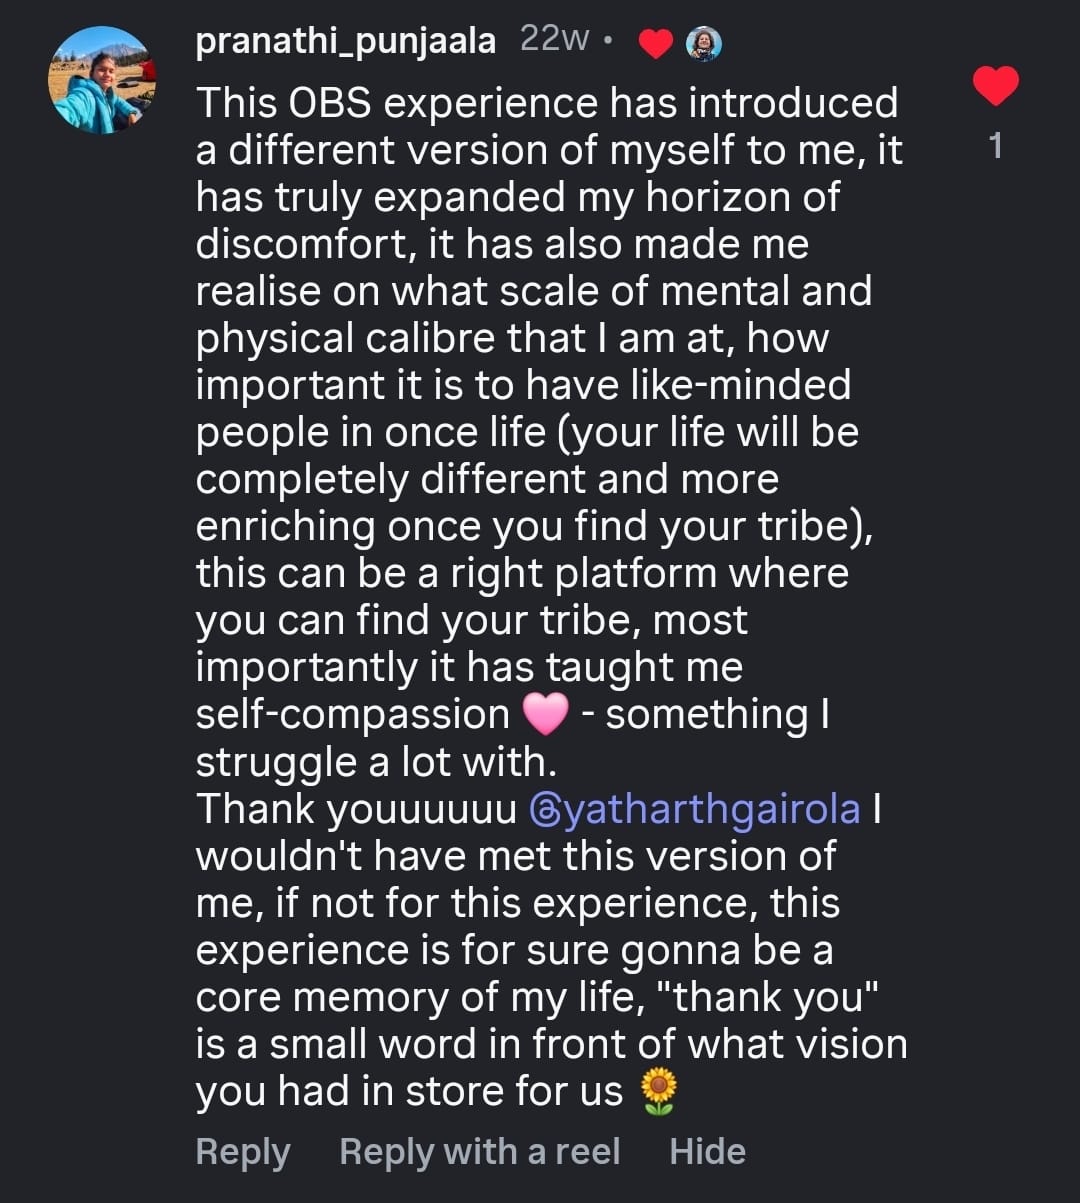 pranathi_punjaala 22w •
This OBS experience has introduced
a different version of myself to me, it
has truly expanded my horizon of
discomfort, it has also made me
realise on what scale of mental and
physical calibre that I am at, how
important it is to have like-minded
people in once life (your life will be
completely different and more
enriching once you find your tribe),
this can be a right platform where
you can find your tribe, most
importantly it has taught me
self-compassion 🩷 - something I
struggle a lot with.
Thank youuuuuu @yatharthgairola I
wouldn't have met this version of
me, if not for this experience, this
experience is for sure gonna be a
core memory of my life, "thank you"
is a small word in front of what vision
you had in store for us 🌻
Reply Reply with a reel Hide
1